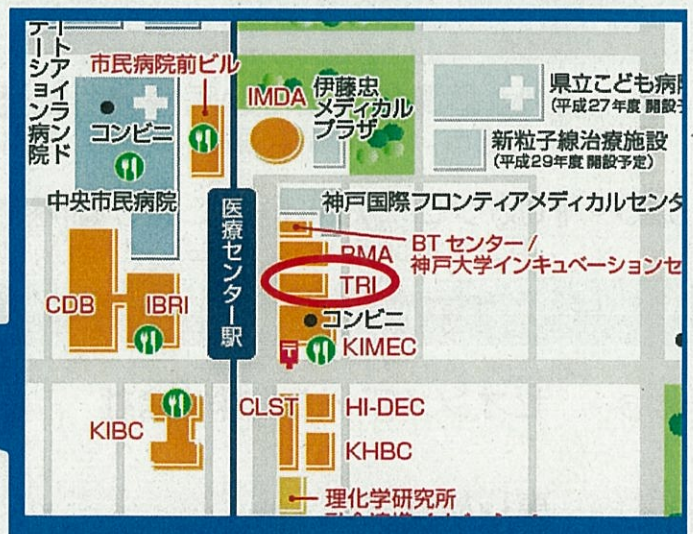 ートアイランド
テーション病院
市民病院前ビル
コンビニ
中央市民病院
IMDA
伊藤忠
メディカル
プラザ
県立こども病
(平成27年度 開設予
新粒子線治療施設
(平成29年度 開設予定)
医療センター駅
神戸国際フロンティアメディカルセンタ
BTセンター/
神戸大学インキュベーションセ
BMA
TRI
コンビニ
KIMEC
CDB
IBRI
KIBC
CLST
HI-DEC
KHBC
理化学研究所